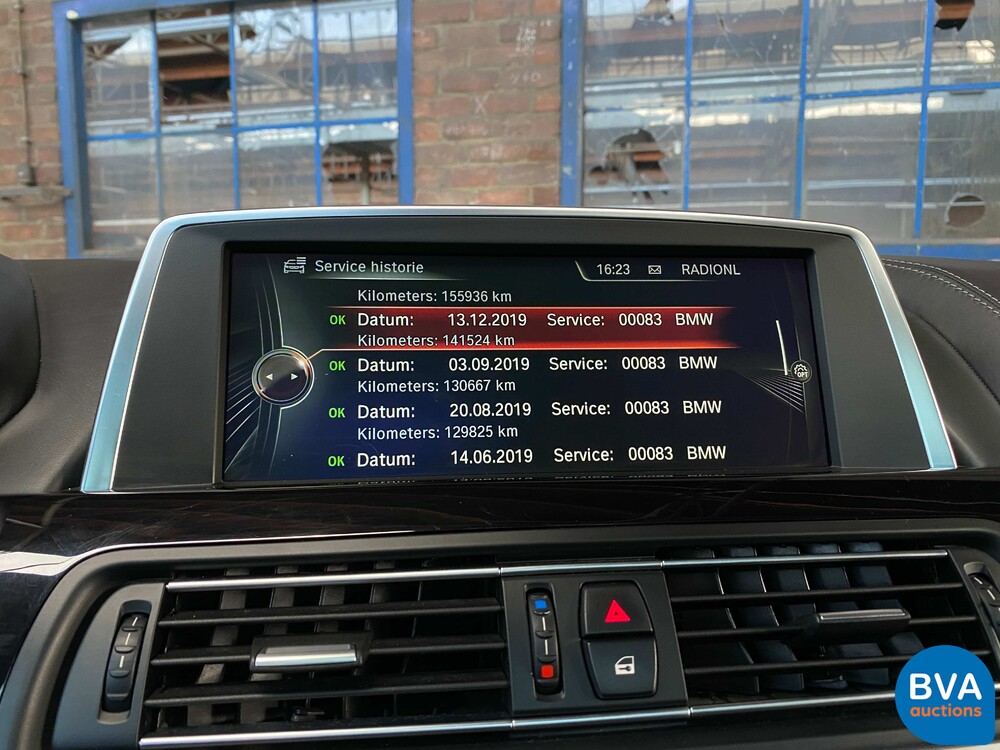 Service historie 16:23 RADIONL
Kilometers: 155936 km
OK Datum: 13.12.2019 Service: 00083 BMW
Kilometers: 141524 km
OK Datum: 03.09.2019 Service: 00083 BMW
Kilometers: 130667 km
OK Datum: 20.08.2019 Service: 00083 BMW
Kilometers: 129825 km
OK Datum: 14.06.2019 Service: 00083 BMW
OPT
BVA
auctions